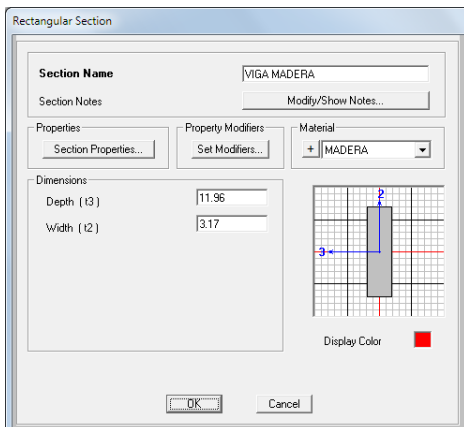 Rectangular Section
Section Name VIGA MADERA
Section Notes Modify/Show Notes...
Properties Property Modifiers Material
Section Properties... Set Modifiers... + MADERA
Dimensions
Depth ( t3 ) 11.96
Width ( t2 ) 3.17
2
3
Display Color
OK Cancel